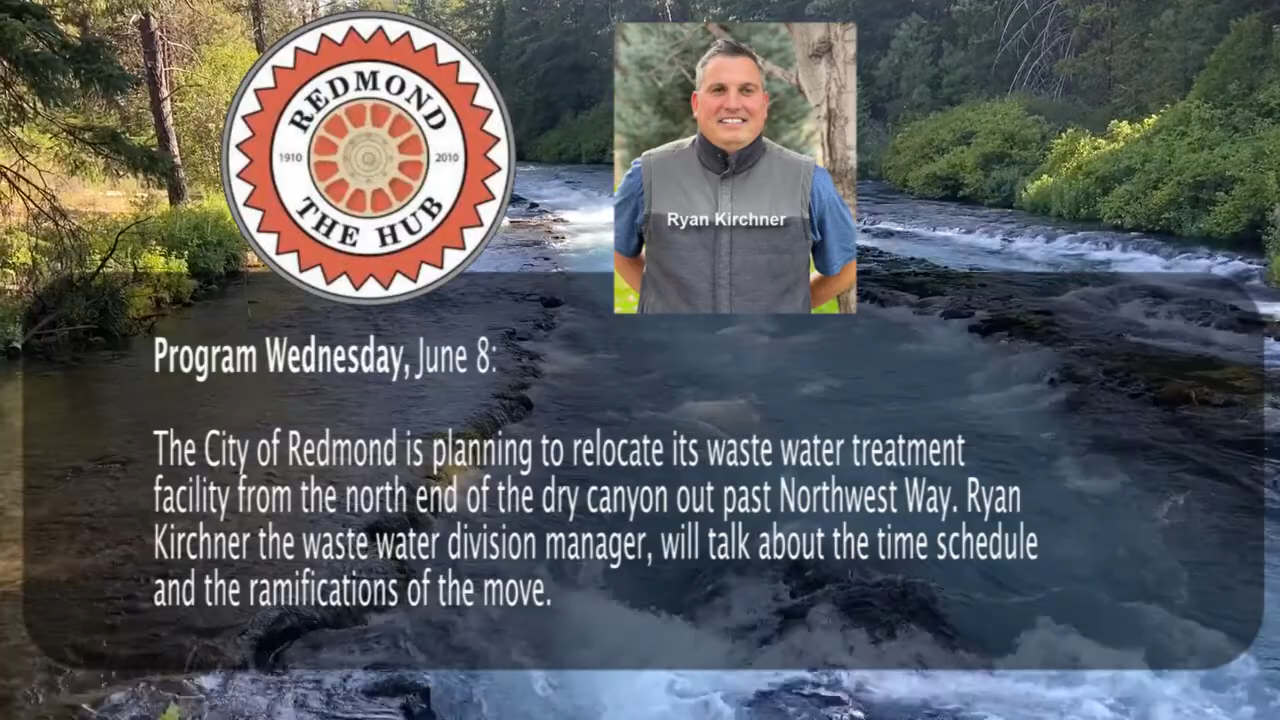 REDMOND
1910 2010
THE HUB
Ryan Kirchner
Program Wednesday, June 8:
The City of Redmond is planning to relocate its waste water treatment
facility from the north end of the dry canyon out past Northwest Way. Ryan
Kirchner the waste water division manager, will talk about the time schedule
and the ramifications of the move.